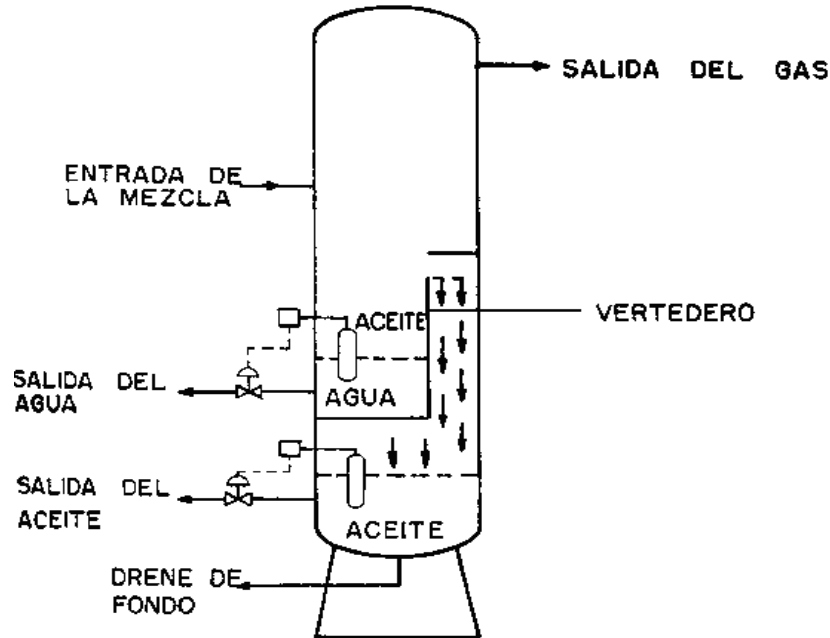 SALIDA DEL GAS
ENTRADA DE
LA MEZCLA
ACEITE
VERTEDERO
SALIDA DEL
AGUA
AGUA
SALIDA DEL
ACEITE
ACEITE
DRENE DE
FONDO